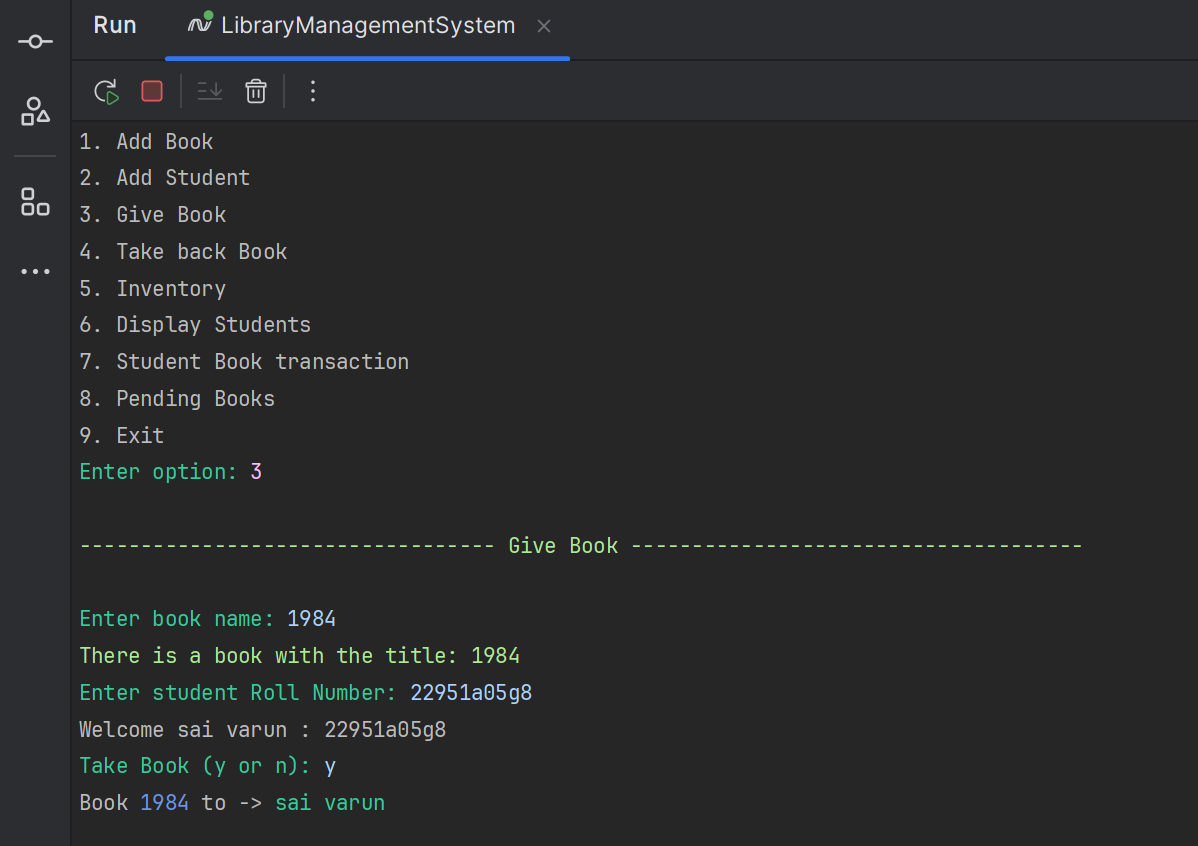 Run LibraryManagementSystem
1. Add Book
2. Add Student
3. Give Book
4. Take back Book
5. Inventory
6. Display Students
7. Student Book transaction
8. Pending Books
9. Exit
Enter option: 3
---------------------------------- Give Book -------------------------------------
Enter book name: 1984
There is a book with the title: 1984
Enter student Roll Number: 22951a05g8
Welcome sai varun : 22951a05g8
Take Book (y or n): y
Book 1984 to -> sai varun